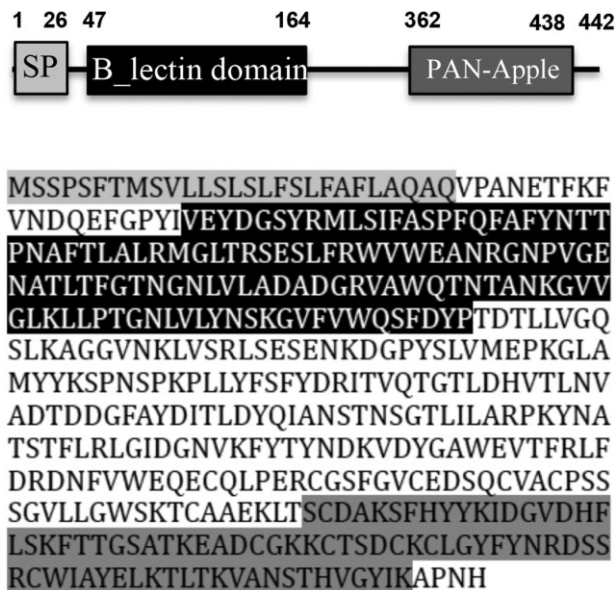 1 26 47 164 362 438 442
SP B_lectin domain PAN-Apple
MSSPSFTMSVLLSLSLFSLFAFLAQAQVPANETFKF
VNDQEFGPYIVEYDGSYRMLSIFASPFQFAFYNTT
PNAFTLALRMGLTRSESLFRWVWEANRGNPVGE
NATLTFGTNGNLVLADADGRVAWQTNTANKGVV
GLKLLPTGNLVLYNSKGVFVWQSFDYPTDTLLVGQ
SLKAGGVNKLVSRLSESENKDGPYSLVMEPKGLA
MYYKSPNSPKPLLYFSFYDRITVQTGTLDHVTLNV
ADTDDGFAYDITLDYQIANSTNSGTLILARPKYNA
TSTFLRLGIDGNVKFYTYNDKVDYGAWEVTFRLF
DRDNFVWEQECQLPERCGSFGVCEDSQCVACPSS
SGVLLGWSKTCAAEKLTSCDAKSFHYYKIDGVDHF
LSKFTTGSATKEADCGKKCTSDCKCLGYFYNRDSS
RCWIAYELKTLTKVANSTHVGYIKAPNH